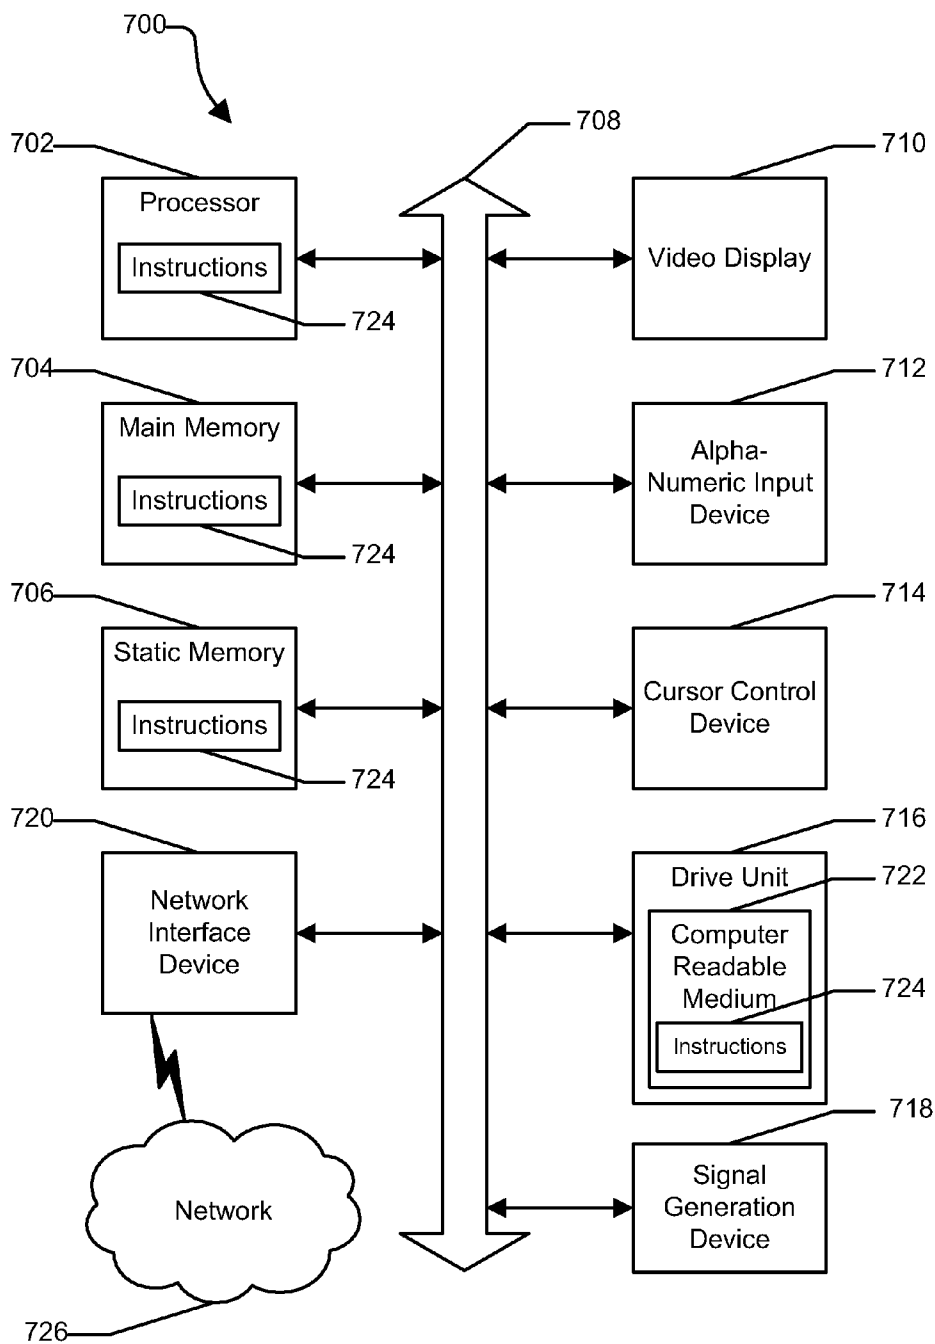 700
708
702
710
Processor
Instructions
724
Video Display
704
712
Main Memory
Instructions
724
Alpha-
Numeric Input
Device
706
714
Static Memory
Instructions
724
Cursor Control
Device
720
716
Network
Interface
Device
Drive Unit
722
Computer
Readable
Medium
724
Instructions
718
Signal
Generation
Device
Network
726